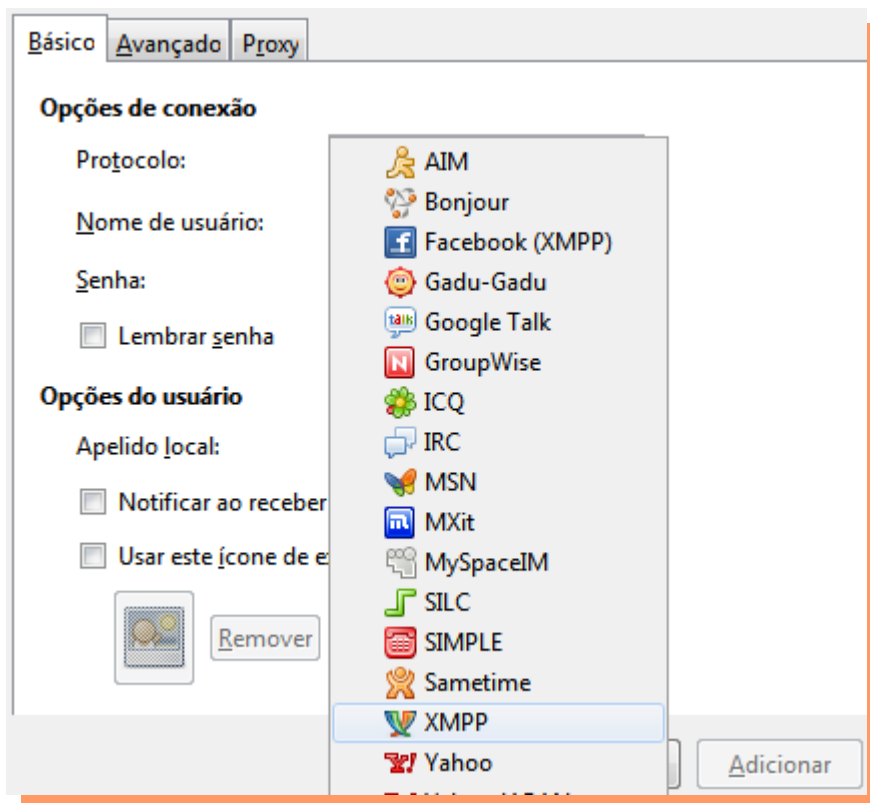 Básico Avançado Proxy
Opções de conexão
Protocolo:
Nome de usuário:
Senha:
Lembrar senha
Opções do usuário
Apelido local:
Notificar ao receber
Usar este ícone de e
Remover
AIM
Bonjour
Facebook (XMPP)
Gadu-Gadu
talk Google Talk
N GroupWise
ICQ
IRC
MSN
m MXit
MySpaceIM
SILC
SIMPLE
Sametime
XMPP
Y! Yahoo
Adicionar